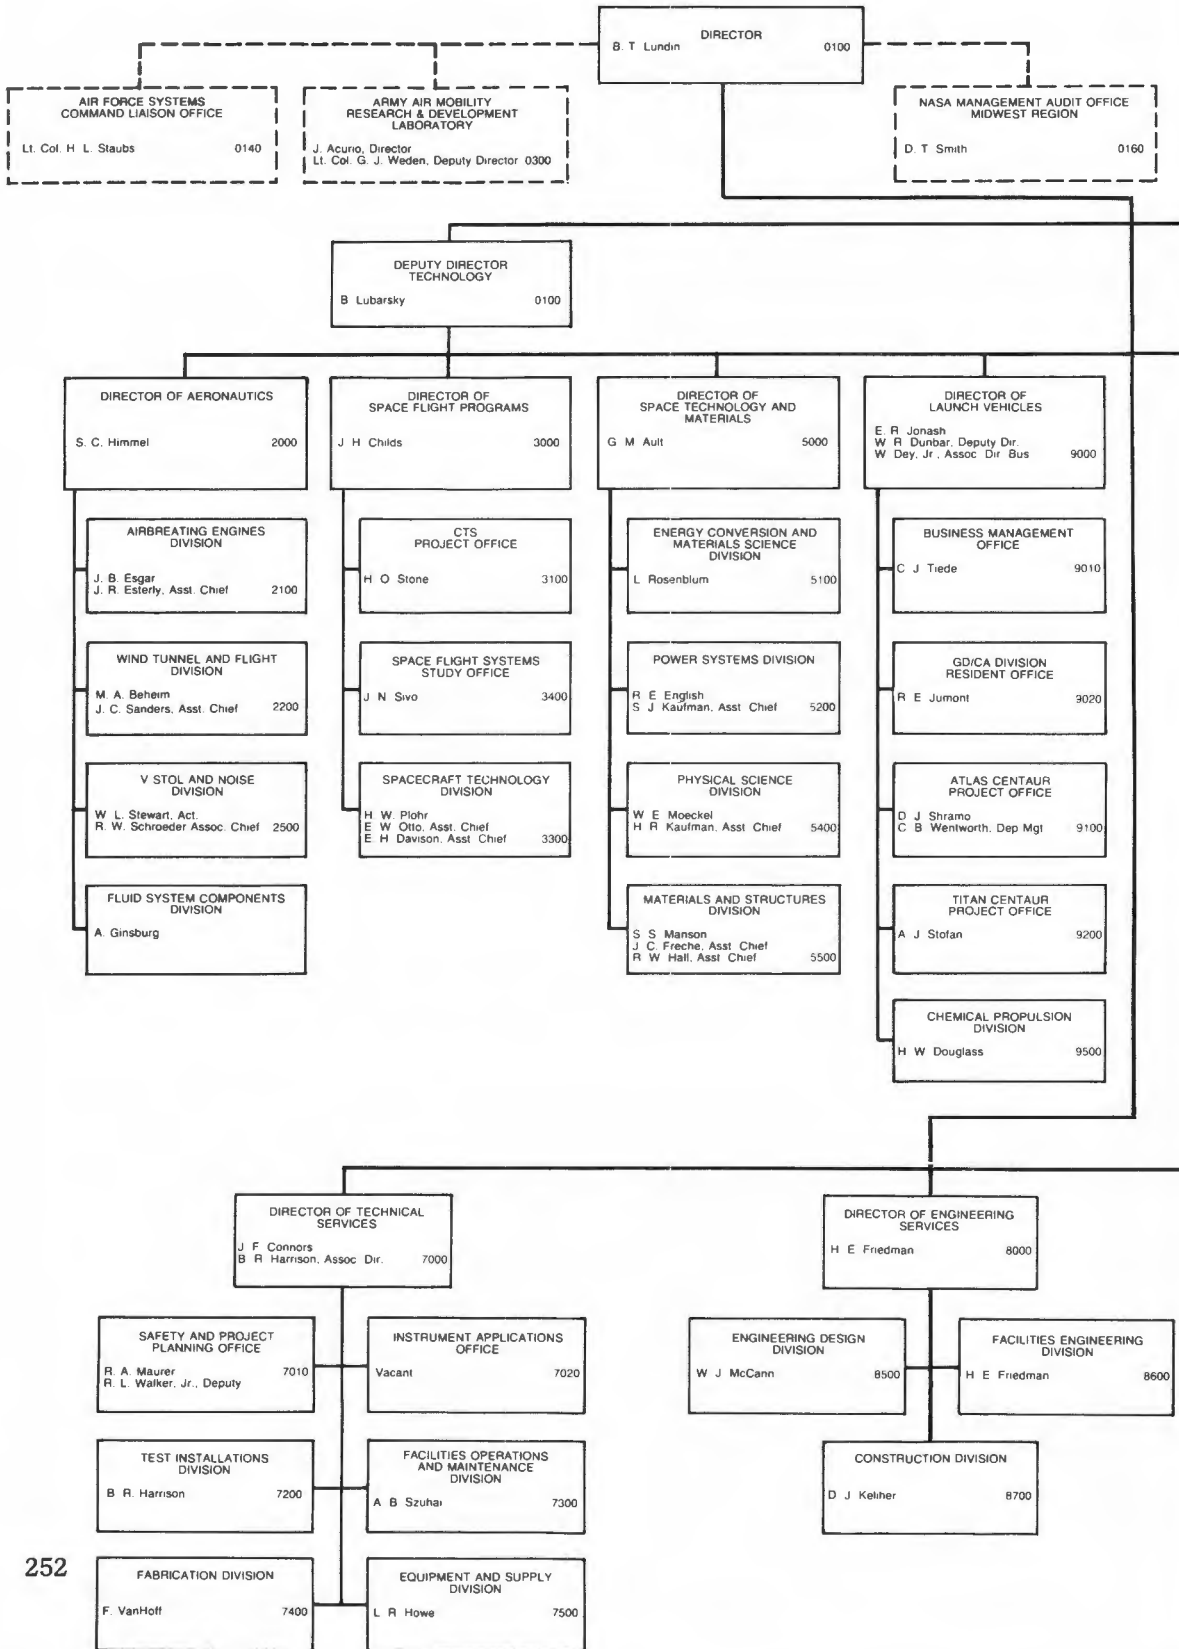 DIRECTOR
B. T Lundin 0100
AIR FORCE SYSTEMS
COMMAND LIAISON OFFICE
Lt. Col. H L. Staubs 0140
ARMY AIR MOBILITY
RESEARCH & DEVELOPMENT
LABORATORY
J. Acurio, Director
Lt. Col. G. J. Weden, Deputy Director 0300
NASA MANAGEMENT AUDIT OFFICE
MIDWEST REGION
D. T Smith 0160
DEPUTY DIRECTOR
TECHNOLOGY
B Lubarsky 0100
DIRECTOR OF AERONAUTICS
S. C. Himmel 2000
AIRBREATING ENGINES
DIVISION
J. B. Esgar
J. R. Esterly, Asst. Chief 2100
WIND TUNNEL AND FLIGHT
DIVISION
M. A. Beheim
J. C. Sanders, Asst. Chief 2200
V STOL AND NOISE
DIVISION
W. L. Stewart, Act.
R. W. Schroeder Assoc. Chief 2500
FLUID SYSTEM COMPONENTS
DIVISION
A. Ginsburg
DIRECTOR OF
SPACE FLIGHT PROGRAMS
J H Childs 3000
CTS
PROJECT OFFICE
H O Stone 3100
SPACE FLIGHT SYSTEMS
STUDY OFFICE
J N Sivo 3400
SPACECRAFT TECHNOLOGY
DIVISION
H. W. Plohr
E W Otto, Asst. Chief
E. H Davison, Asst Chief 3300
DIRECTOR OF
SPACE TECHNOLOGY AND
MATERIALS
G M Ault 5000
ENERGY CONVERSION AND
MATERIALS SCIENCE
DIVISION
L Rosenblum 5100
POWER SYSTEMS DIVISION
R E English
S J Kaufman, Asst Chief 5200
PHYSICAL SCIENCE
DIVISION
W E Moeckel
H R Kaufman, Asst Chief 5400
MATERIALS AND STRUCTURES
DIVISION
S S Manson
J C. Freche, Asst Chief
R W Hall, Asst Chief 5500
DIRECTOR OF
LAUNCH VEHICLES
E. R Jonash
W R Dunbar, Deputy Dir.
W Dey, Jr , Assoc Dir Bus 9000
BUSINESS MANAGEMENT
OFFICE
C J Tiede 9010
GD/CA DIVISION
RESIDENT OFFICE
R E Jumont 9020
ATLAS CENTAUR
PROJECT OFFICE
D J Shramo
C B Wentworth, Dep Mgt 9100
TITAN CENTAUR
PROJECT OFFICE
A J Stofan 9200
CHEMICAL PROPULSION
DIVISION
H W Douglass 9500
DIRECTOR OF TECHNICAL
SERVICES
J F Connors
B R Harrison, Assoc Dir. 7000
SAFETY AND PROJECT
PLANNING OFFICE
R. A. Maurer 7010
R. L. Walker, Jr., Deputy
INSTRUMENT APPLICATIONS
OFFICE
Vacant 7020
TEST INSTALLATIONS
DIVISION
B R. Harrison 7200
FACILITIES OPERATIONS
AND MAINTENANCE
DIVISION
A B Szuhai 7300
FABRICATION DIVISION
F. VanHoff 7400
EQUIPMENT AND SUPPLY
DIVISION
L R Howe 7500
DIRECTOR OF ENGINEERING
SERVICES
H E Friedman 8000
ENGINEERING DESIGN
DIVISION
W J McCann 8500
FACILITIES ENGINEERING
DIVISION
H E Friedman 8600
CONSTRUCTION DIVISION
D J Keliher 8700
252